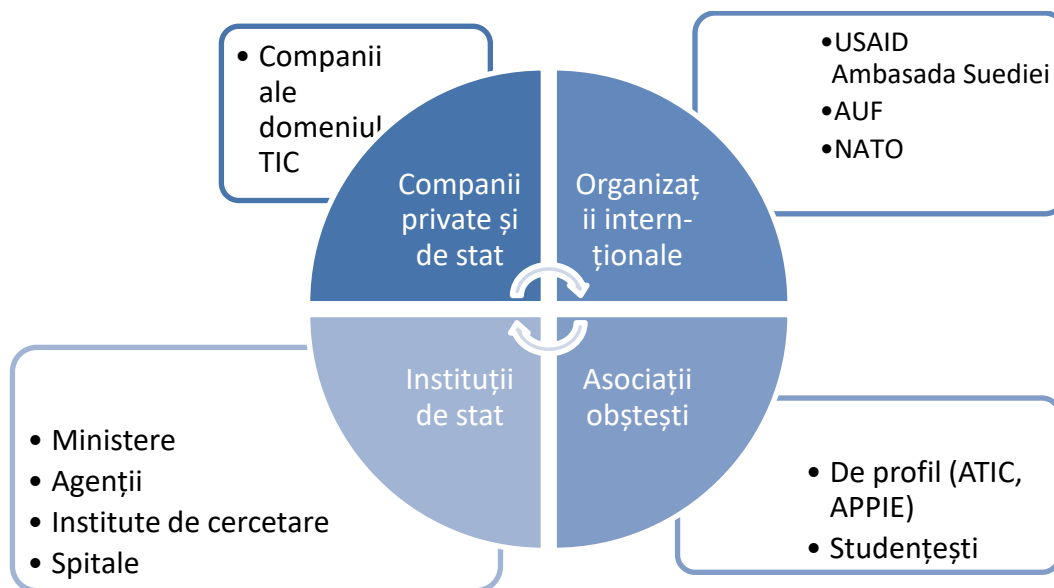 • Companii
ale
domeniul
TIC
•USAID
Ambasada Suediei
•AUF
•NATO
Companii
private și
de stat
Organizaț
ii intern-
ționale
Instituții
de stat
Asociații
obștești
• Ministere
• Agenții
• Institute de cercetare
• Spitale
• De profil (ATIC,
APPIE)
• Studențești